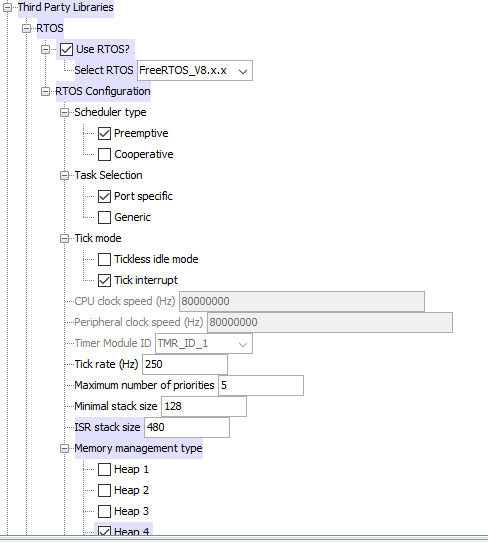 Third Party Libraries
RTOS
Use RTOS?
Select RTOS FreeRTOS_V8.x.x
RTOS Configuration
Scheduler type
Preemptive
Cooperative
Task Selection
Port specific
Generic
Tick mode
Tickless idle mode
Tick interrupt
CPU clock speed (Hz) 80000000
Peripheral clock speed (Hz) 80000000
Timer Module ID TMR_ID_1
Tick rate (Hz) 250
Maximum number of priorities 5
Minimal stack size 128
ISR stack size 480
Memory management type
Heap 1
Heap 2
Heap 3
Heap 4